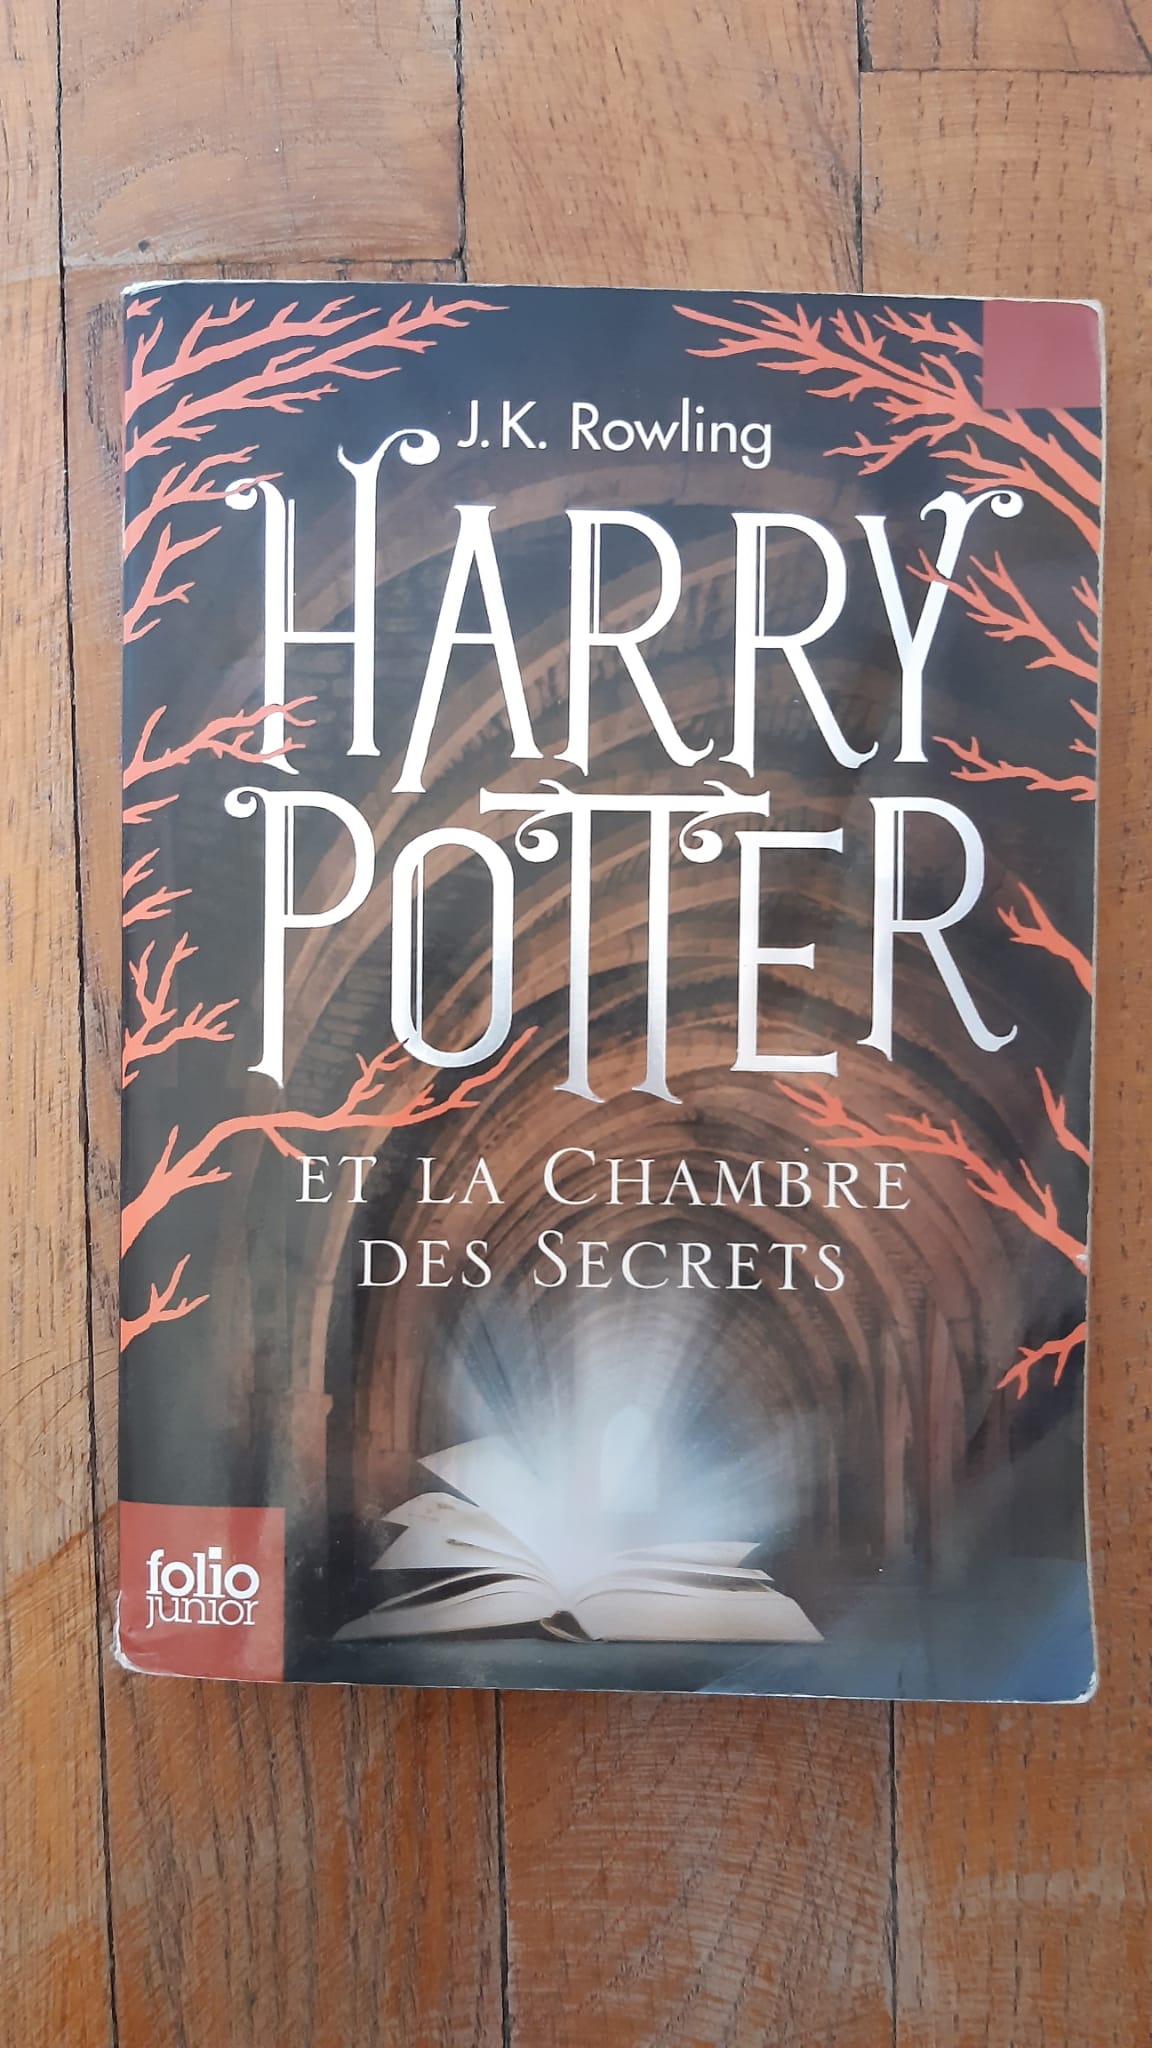 J. K. Rowling
HARRY
POTTER
ET LA CHAMBRE
DES SECRETS
folio
JUNIOR